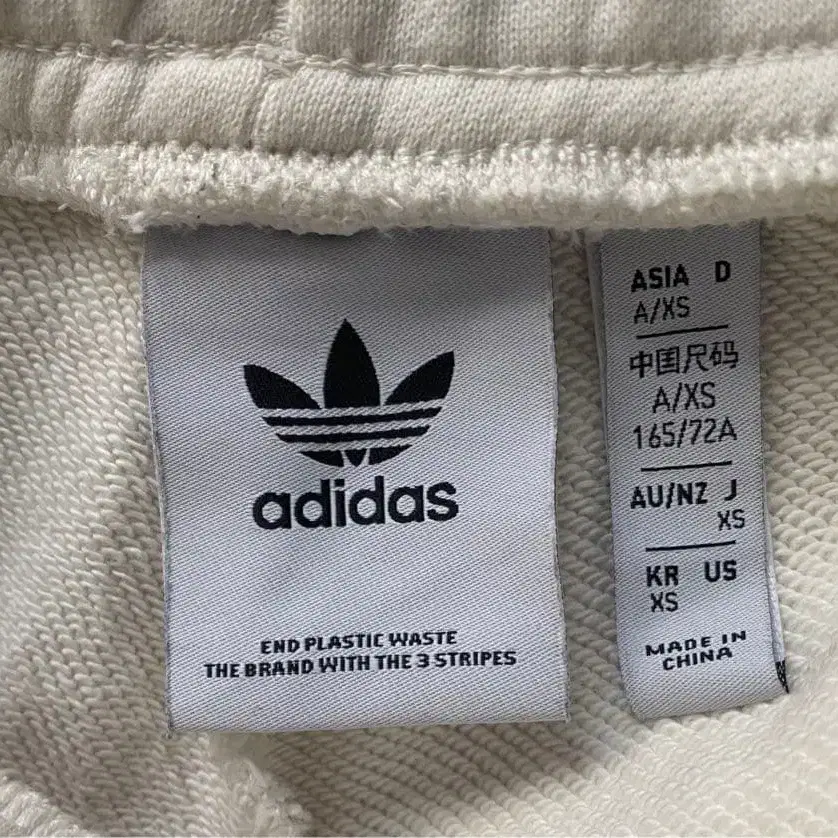 adidas
END PLASTIC WASTE
THE BRAND WITH THE 3 STRIPES
ASIA D
A/XS
中国尺码
A/XS
165/72A
AU/NZ J
XS
KR US
XS
MADE IN
CHINA